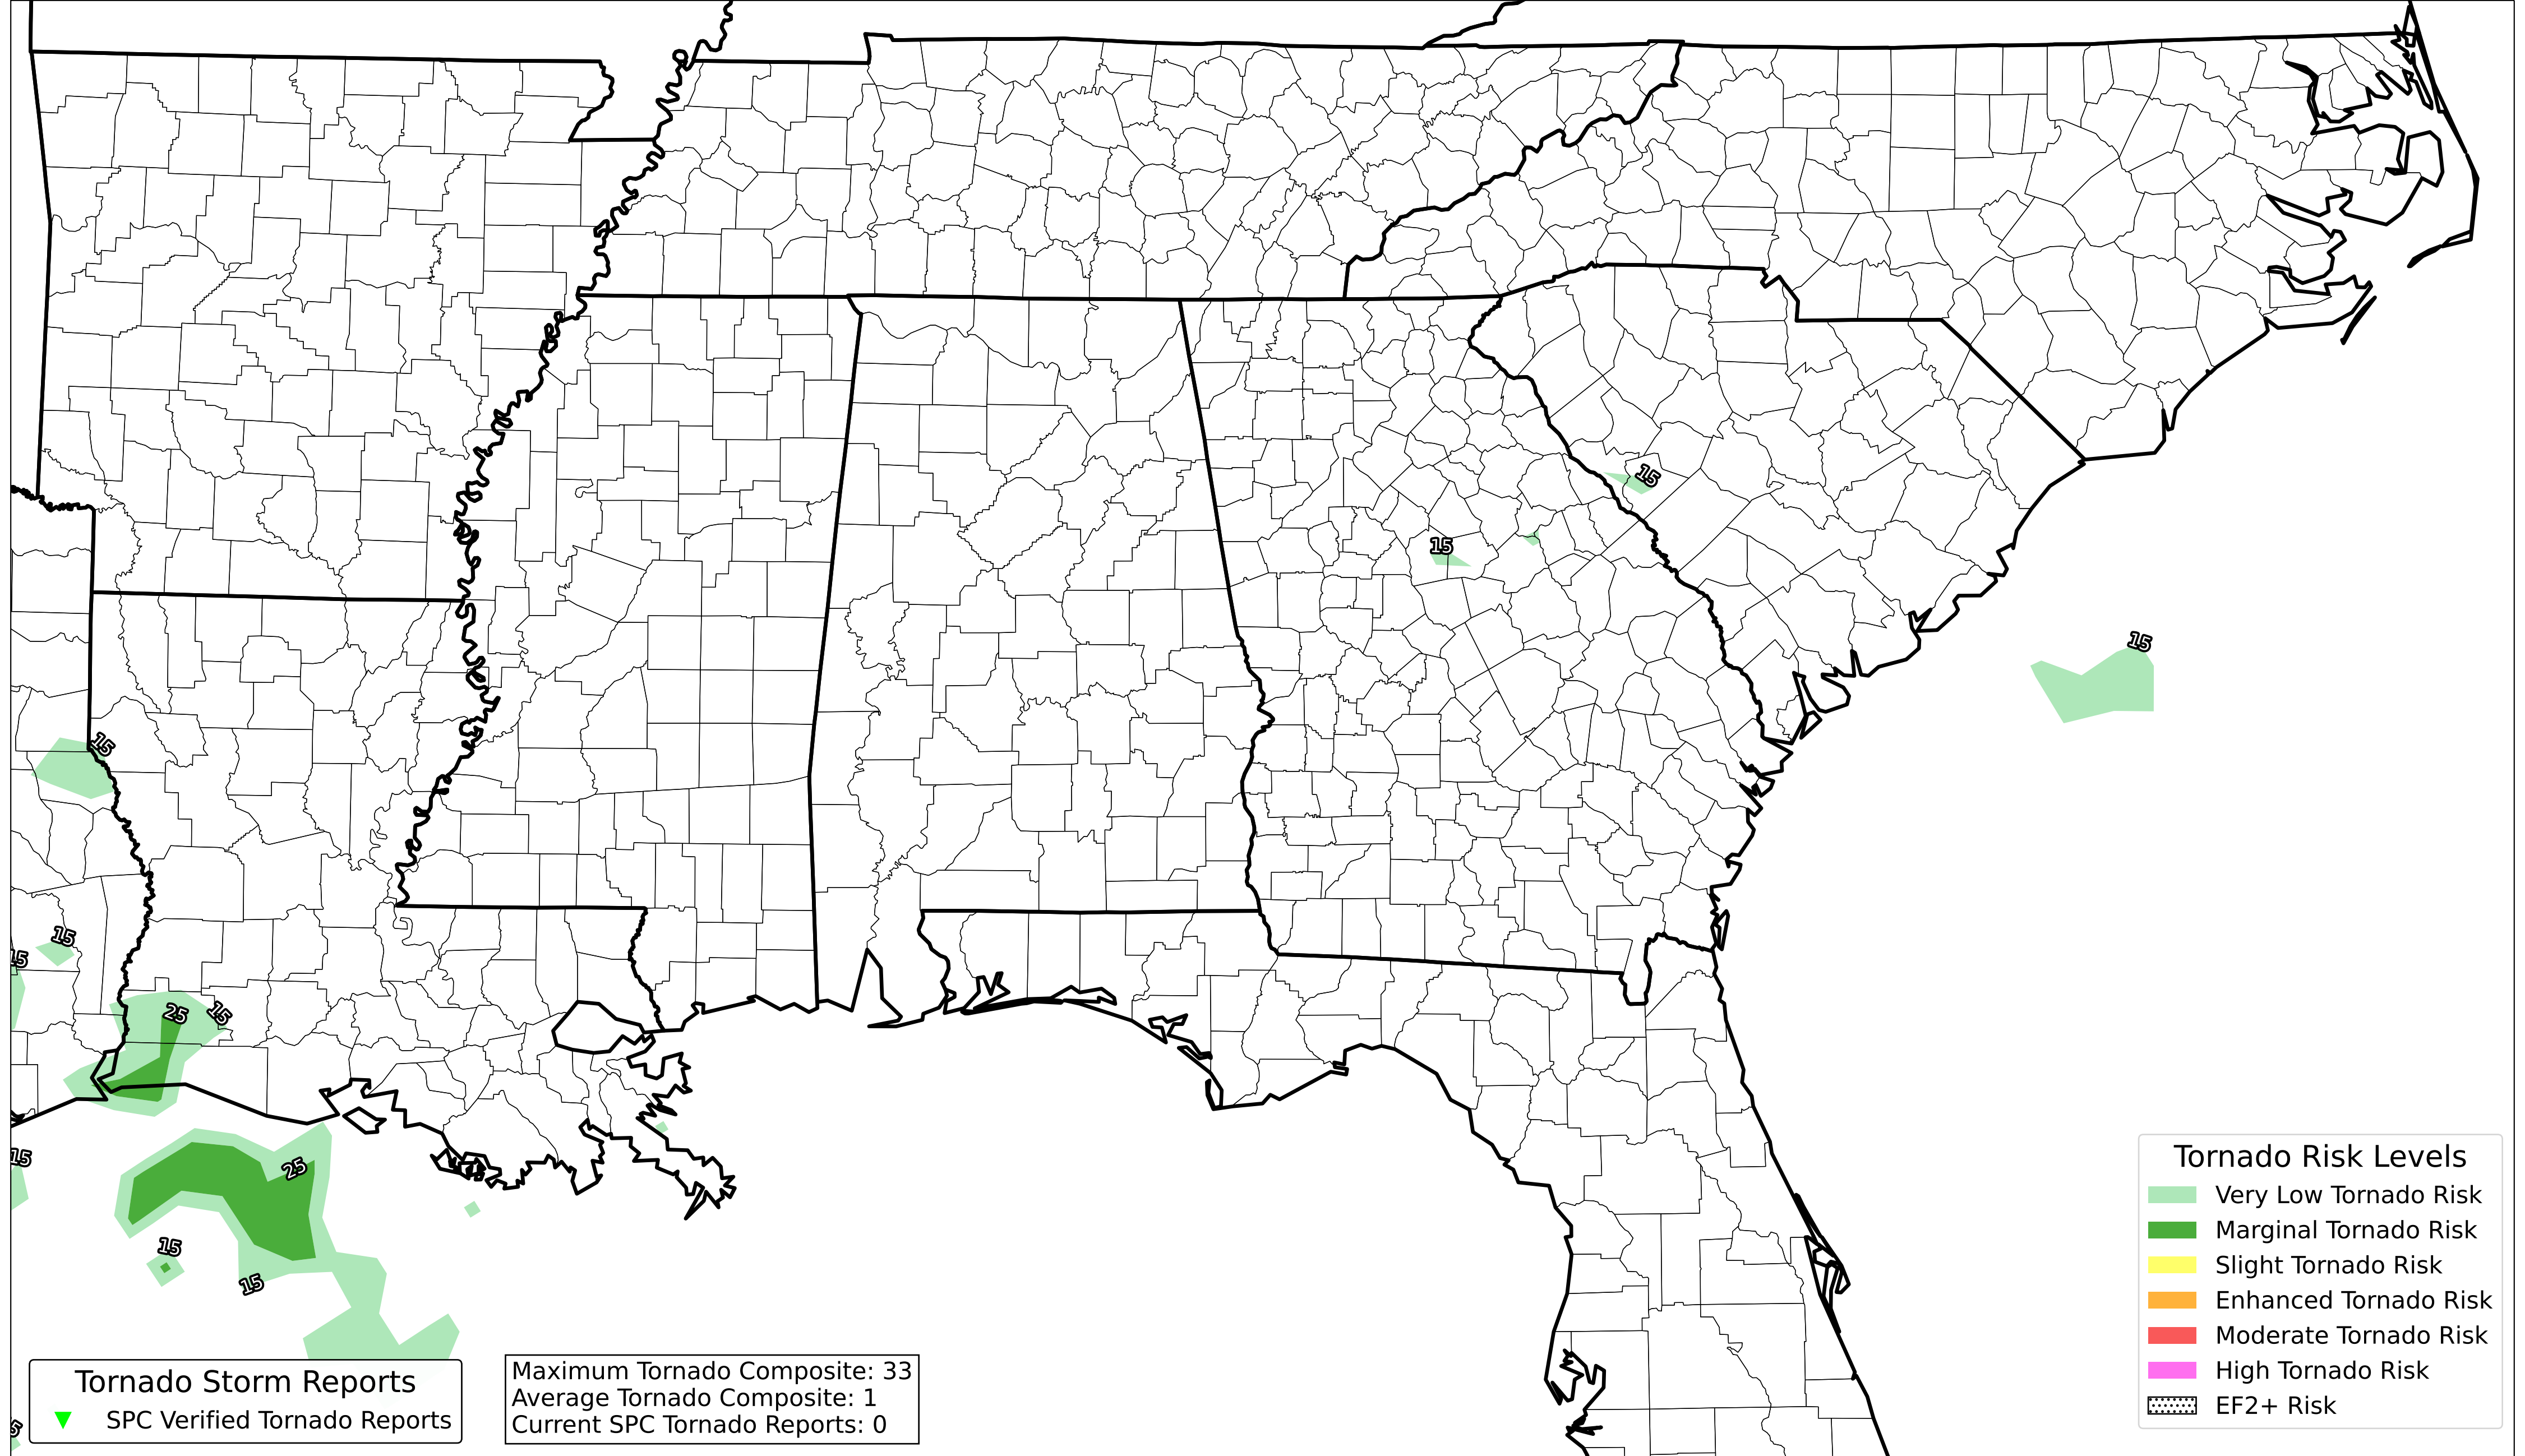 15
15
15
15
15
15
25
15
15
25
15
15
Tornado Storm Reports
SPC Verified Tornado Reports
Maximum Tornado Composite: 33
Average Tornado Composite: 1
Current SPC Tornado Reports: 0
Tornado Risk Levels
Very Low Tornado Risk
Marginal Tornado Risk
Slight Tornado Risk
Enhanced Tornado Risk
Moderate Tornado Risk
High Tornado Risk
EF2+ Risk